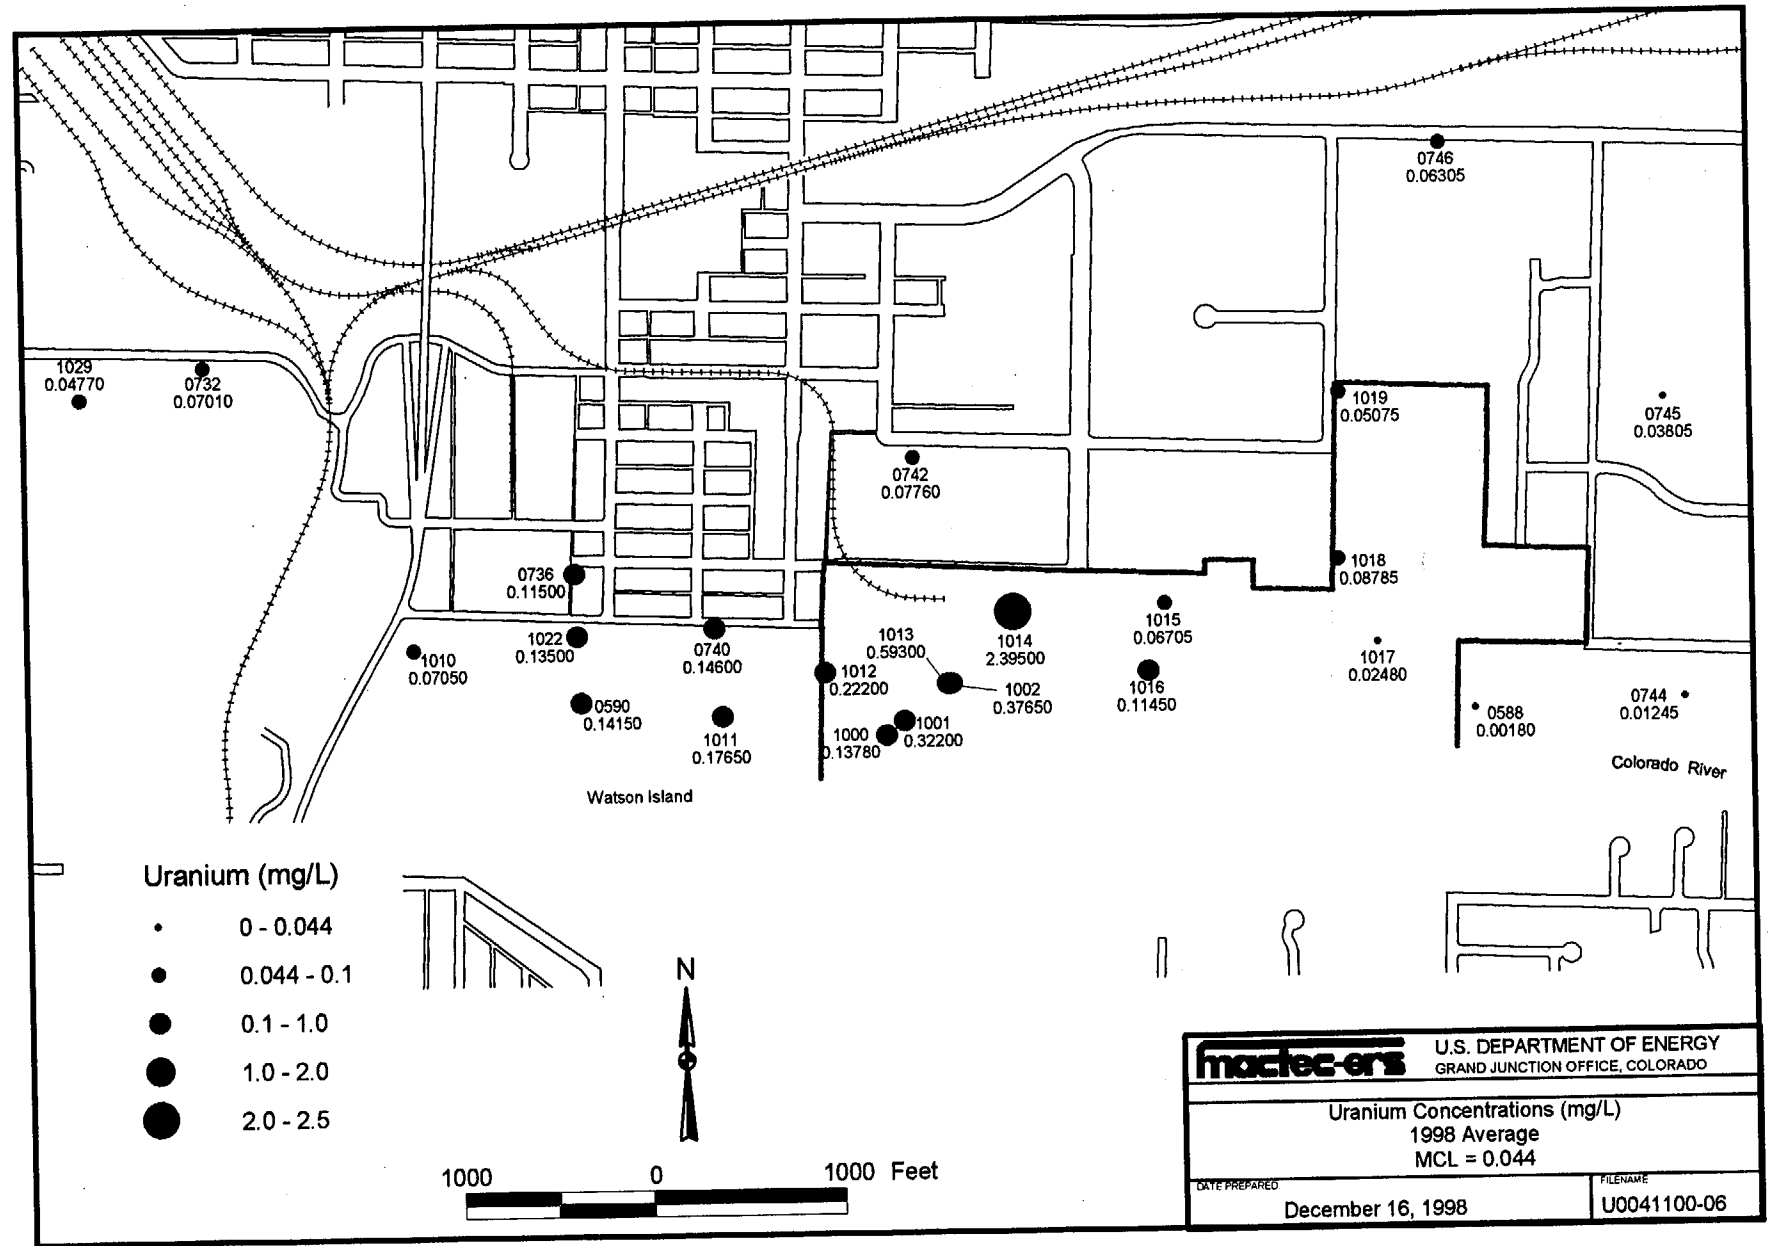 0746
0.06305
1029
0.04770
0732
0.07010
1019
0.05075
0745
0.03805
0742
0.07760
1018
0.08785
0736
0.11500
1022
0.13500
0740
0.14600
1010
0.07050
0590
0.14150
1011
0.17650
1012
0.22200
1013
0.59300
1014
2.39500
1015
0.06705
1002
0.37650
1016
0.11450
1017
0.02480
1000
0.13780
1001
0.32200
0588
0.00180
0744
0.01245
Colorado River
Watson Island
Uranium (mg/L)
0 - 0.044
0.044 - 0.1
0.1 - 1.0
1.0 - 2.0
2.0 - 2.5
N
1000 0 1000 Feet
mactec-ers
U.S. DEPARTMENT OF ENERGY
GRAND JUNCTION OFFICE, COLORADO
Uranium Concentrations (mg/L)
1998 Average
MCL = 0.044
DATE PREPARED
December 16, 1998
FILENAME
U0041100-06